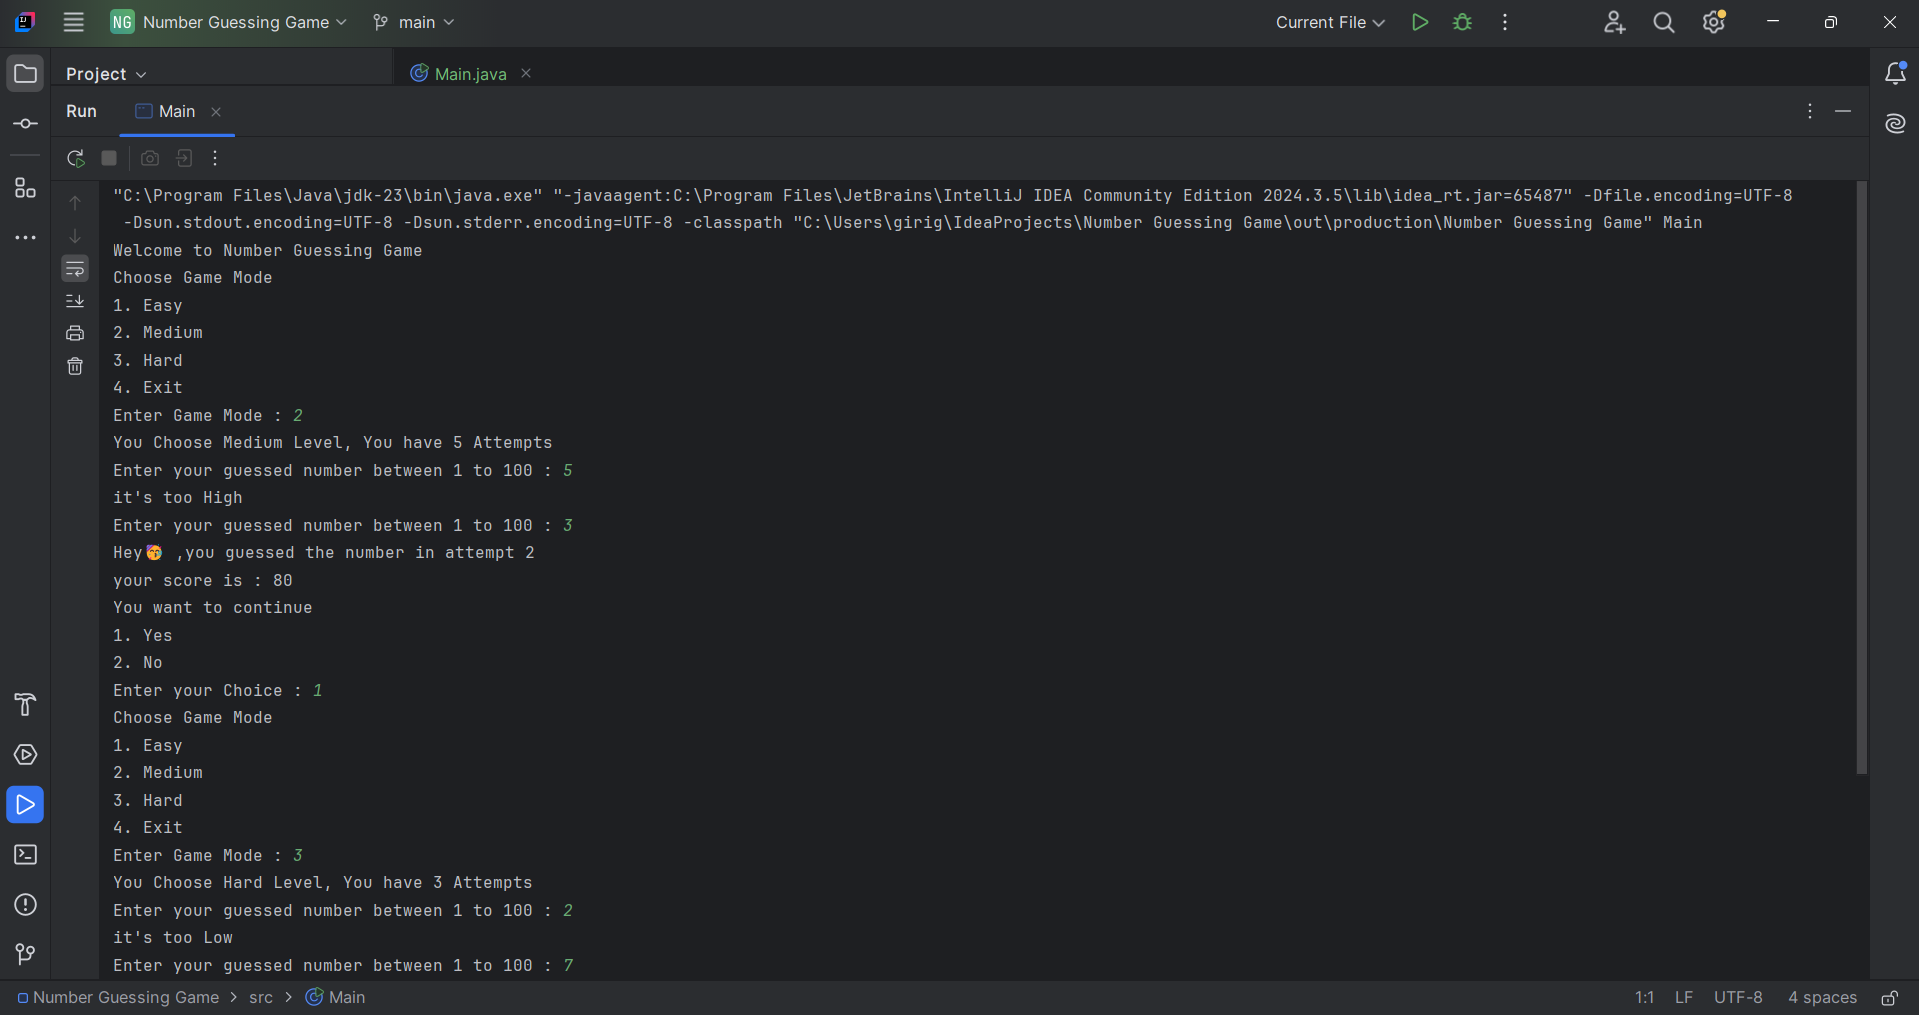 NG Number Guessing Game main Current File
Project Main.java
Run Main
"C:\Program Files\Java\jdk-23\bin\java.exe" "-javaagent:C:\Program Files\JetBrains\IntelliJ IDEA Community Edition 2024.3.5\lib\idea_rt.jar=65487" -Dfile.encoding=UTF-8
-Dsun.stdout.encoding=UTF-8 -Dsun.stderr.encoding=UTF-8 -classpath "C:\Users\girig\IdeaProjects\Number Guessing Game\out\production\Number Guessing Game" Main
Welcome to Number Guessing Game
Choose Game Mode
1. Easy
2. Medium
3. Hard
4. Exit
Enter Game Mode : 2
You Choose Medium Level, You have 5 Attempts
Enter your guessed number between 1 to 100 : 5
it's too High
Enter your guessed number between 1 to 100 : 3
Hey🥳 ,you guessed the number in attempt 2
your score is : 80
You want to continue
1. Yes
2. No
Enter your Choice : 1
Choose Game Mode
1. Easy
2. Medium
3. Hard
4. Exit
Enter Game Mode : 3
You Choose Hard Level, You have 3 Attempts
Enter your guessed number between 1 to 100 : 2
it's too Low
Enter your guessed number between 1 to 100 : 7
Number Guessing Game > src > Main 1:1 LF UTF-8 4 spaces